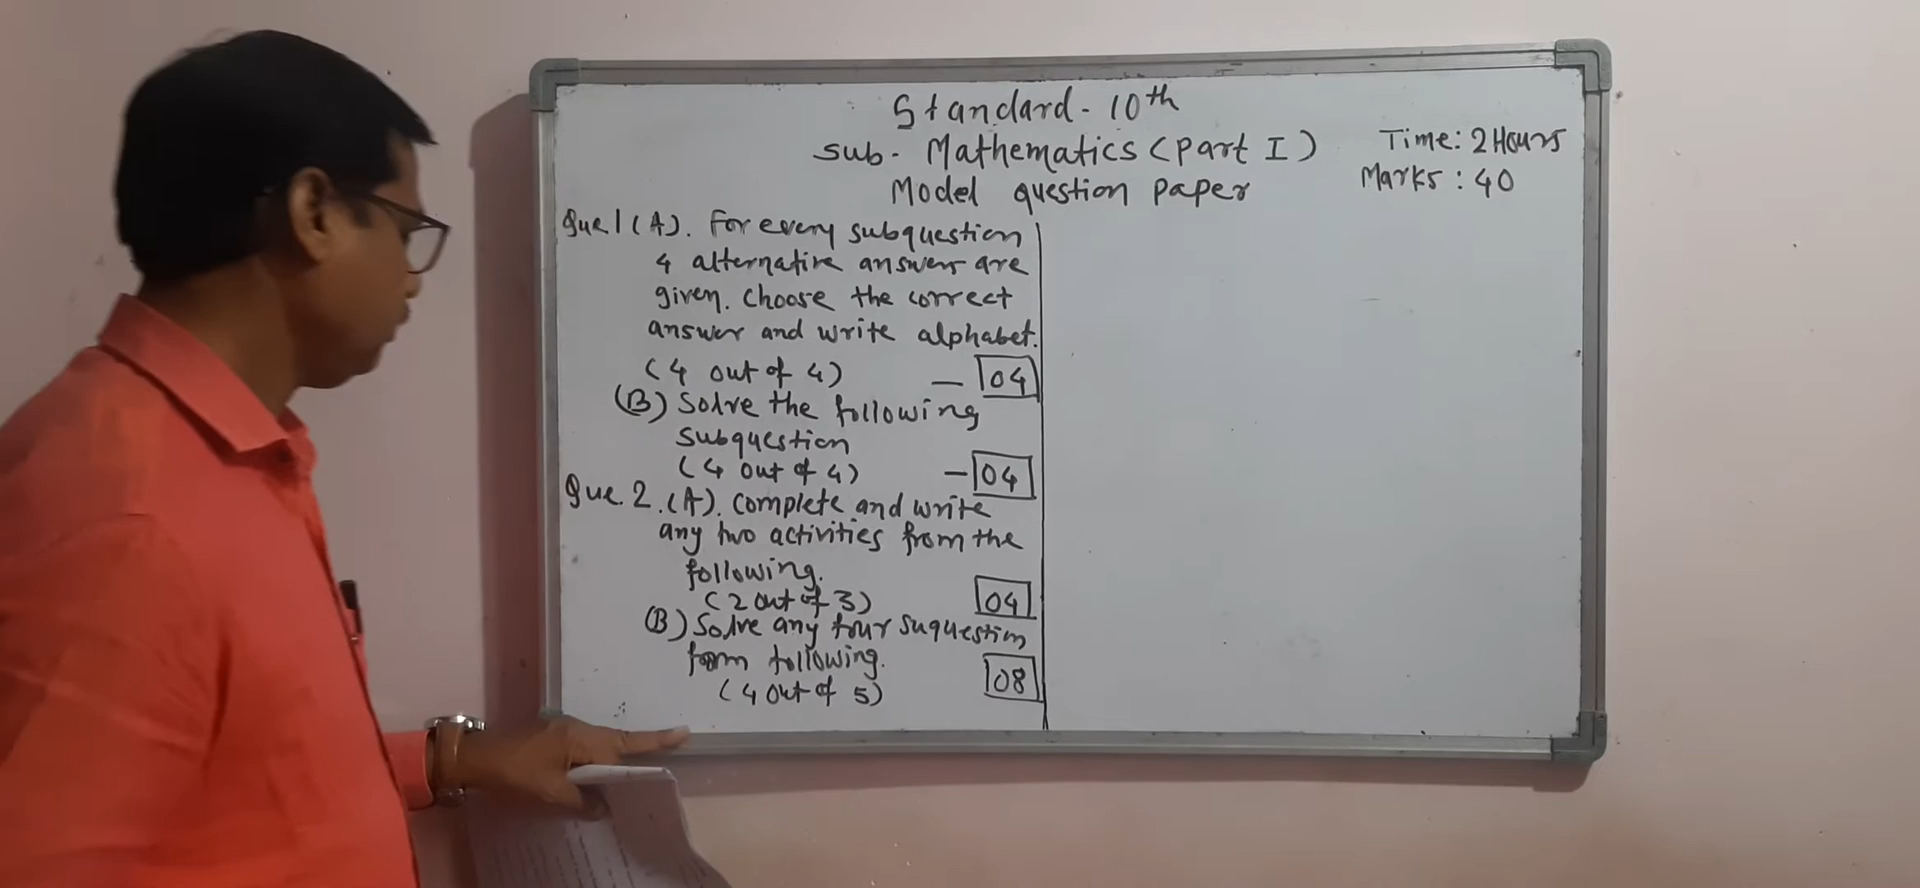 Standard - 10th
Sub - Mathematics (Part I)
Time: 2 Hours
Model question paper
Marks : 40
Que 1 (A). For every subquestion
4 alternative answers are
given. Choose the correct
answer and write alphabet.
(4 out of 4) — 04
(B) Solve the following
subquestion
(4 out of 4) — 04
Que. 2. (A). Complete and write
any two activities from the
following.
(2 out of 3) 04
(B) Solve any four suquestion
from following.
(4 out of 5) 08